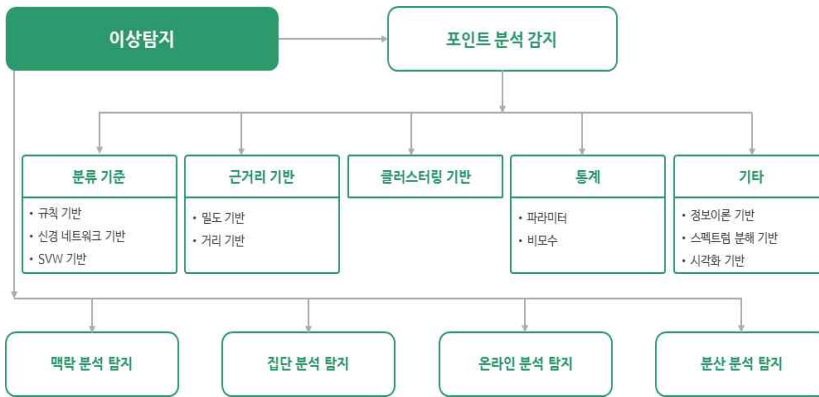 이상탐지
포인트 분석 감지
분류 기준
• 규칙 기반
• 신경 네트워크 기반
• SVW 기반
근거리 기반
• 밀도 기반
• 거리 기반
클러스터링 기반
통계
• 파라미터
• 비모수
기타
• 정보이론 기반
• 스펙트럼 분해 기반
• 시각화 기반
맥락 분석 탐지
집단 분석 탐지
온라인 분석 탐지
분산 분석 탐지